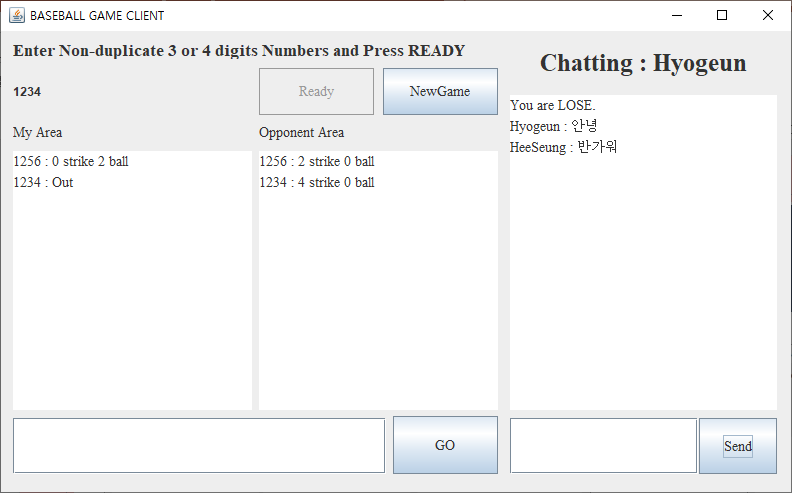 BASEBALL GAME CLIENT
Enter Non-duplicate 3 or 4 digits Numbers and Press READY
1234
Ready
NewGame
My Area
Opponent Area
1256 : 0 strike 2 ball
1234 : Out
1256 : 2 strike 0 ball
1234 : 4 strike 0 ball
GO
Chatting : Hyogeun
You are LOSE.
Hyogeun : 안녕
HeeSeung : 반가워
Send